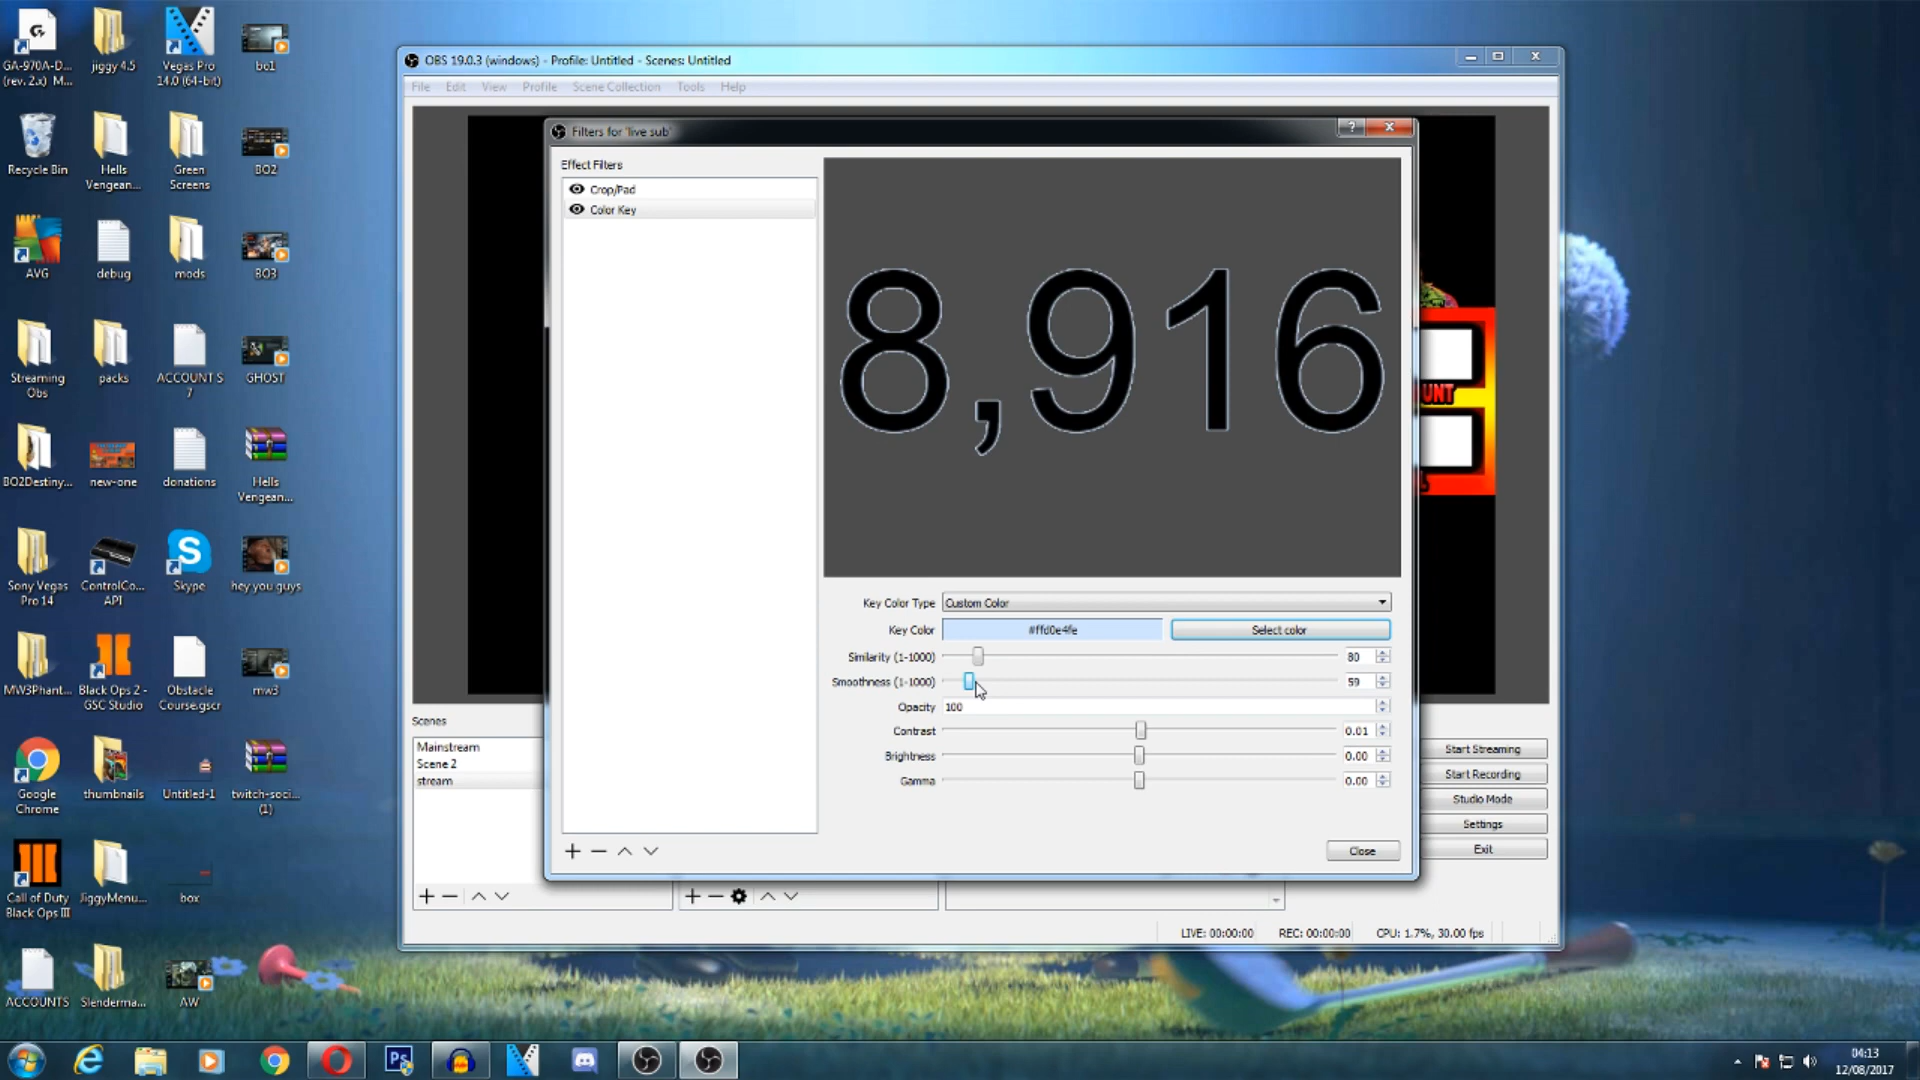 GA-970A-D...
(rev. 2.x) M...
jiggy 4.5
Vegas Pro
14.0 (64-bit)
bo1
Recycle Bin
Hells
Vengean...
Green
Screens
BO2
AVG
debug
mods
BO3
Streaming
Obs
packs
ACCOUNT S
7
GHOST
BO2Destiny...
new-one
donations
Hells
Vengean...
Sony Vegas
Pro 14
ControlCo...
API
Skype
hey you guys
MW3Phant...
Black Ops 2 -
GSC Studio
Obstacle
Course.gscr
mw3
Google
Chrome
thumbnails
Untitled-1
twitch-soci...
(1)
Call of Duty
Black Ops III
JiggyMenu...
box
ACCOUNTS
Slenderma...
AW
OBS 19.0.3 (windows) - Profile: Untitled - Scenes: Untitled
File Edit View Profile Scene Collection Tools Help
Filters for 'live sub'
Effect Filters
Crop/Pad
Color Key
8,916
UNT
Key Color Type Custom Color
Key Color #ffd0e4fe Select color
Similarity (1-1000) 80
Smoothness (1-1000) 59
Opacity 100
Contrast 0.01
Brightness 0.00
Gamma 0.00
Close
Scenes
Mainstream
Scene 2
stream
Start Streaming
Start Recording
Studio Mode
Settings
Exit
LIVE: 00:00:00 REC: 00:00:00 CPU: 1.7%, 30.00 fps
Ps
04:13
12/08/2017